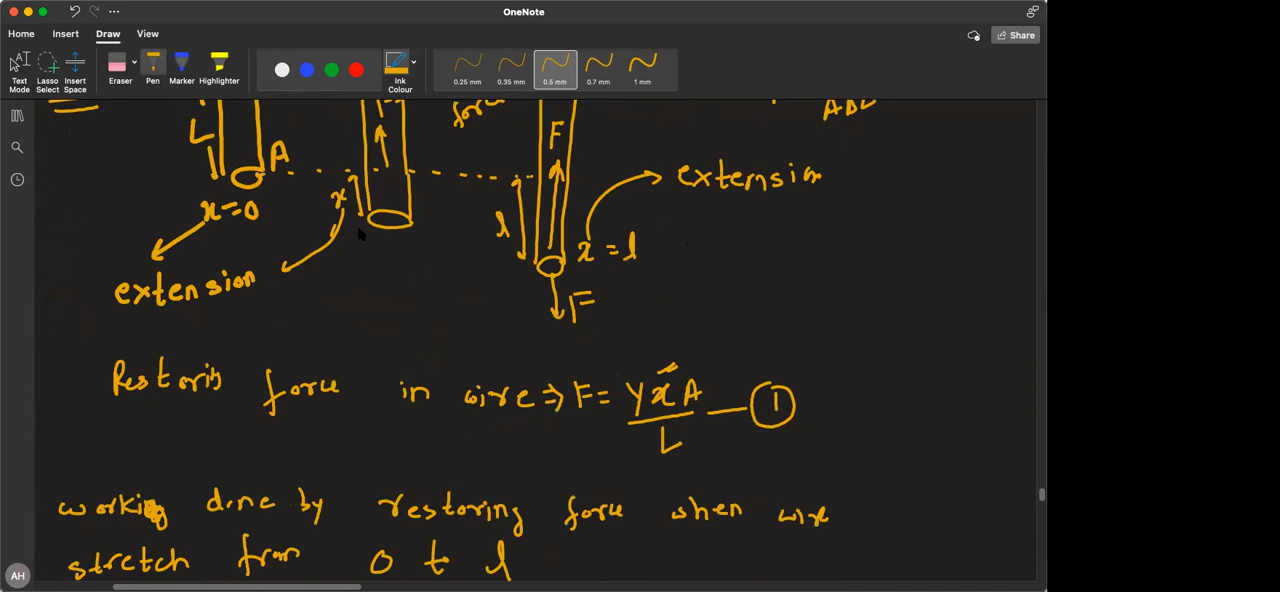 OneNote
Home Insert Draw View
Share
Text Mode
Lasso Select
Insert Space
Eraser
Pen
Marker
Highlighter
Ink Colour
0.25 mm
0.35 mm
0.5 mm
0.7 mm
1 mm
force
L
A
F
x
l
x=0
x = l
extension
extension
F
Restoring force in wire ⇒ F = YxA/L — 1
working done by restoring force when wire
stretch from 0 to l
AH